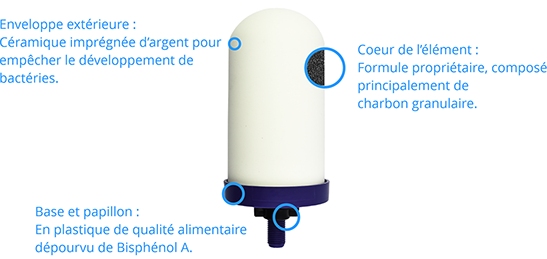 Enveloppe extérieure :
Céramique imprégnée d’argent pour
empêcher le développement de
bactéries.
Coeur de l’élément :
Formule propriétaire, composé
principalement de
charbon granulaire.
Base et papillon :
En plastique de qualité alimentaire
dépourvu de Bisphénol A.